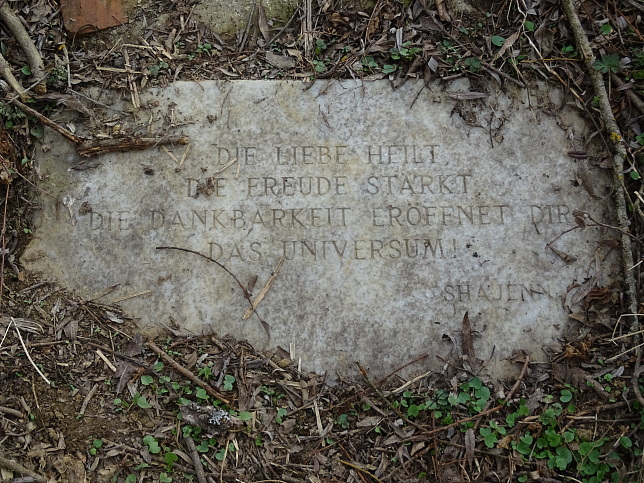 DIE LIEBE HEILT
DIE FREUDE STÄRKT
DIE DANKBARKEIT ERÖFFNET DIR
DAS UNIVERSUM!
SHAJEN